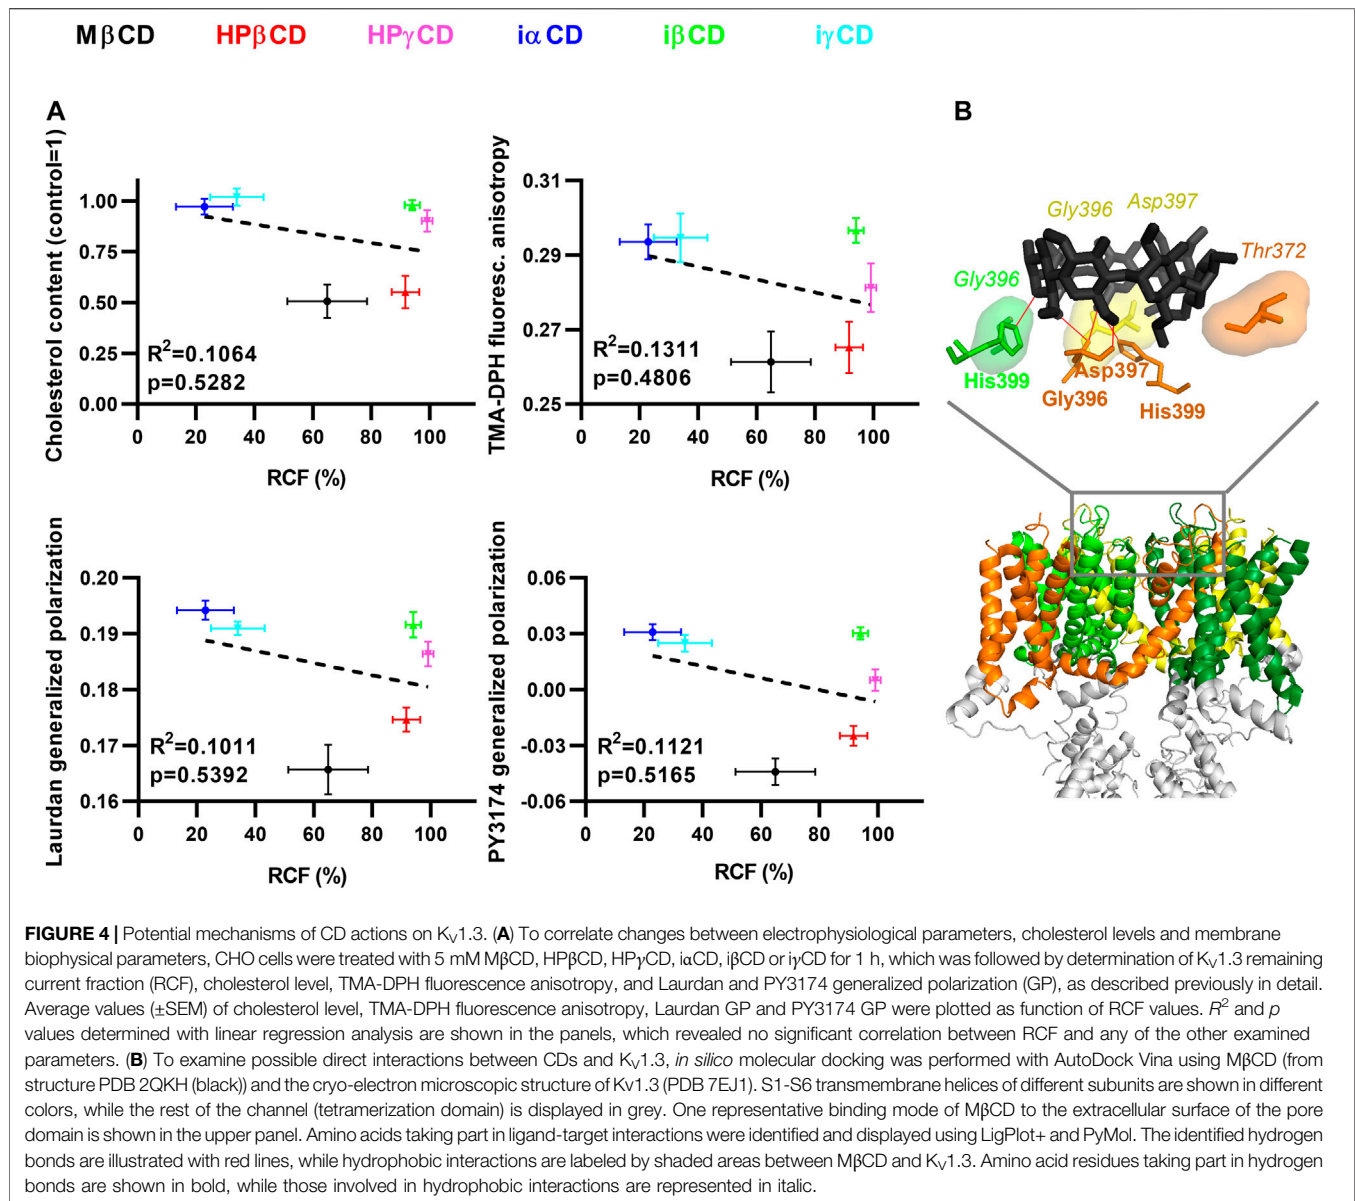 MβCD HPβCD HPγCD iαCD iβCD iγCD
A
Cholesterol content (control=1)
1.00
0.75
0.50
0.25
0.00
R²=0.1064
p=0.5282
0 20 40 60 80 100
RCF (%)
TMA-DPH fluoresc. anisotropy
0.31
0.29
0.27
0.25
R²=0.1311
p=0.4806
0 20 40 60 80 100
RCF (%)
Laurdan generalized polarization
0.20
0.19
0.18
0.17
0.16
R²=0.1011
p=0.5392
0 20 40 60 80 100
RCF (%)
PY3174 generalized polarization
0.06
0.03
0.00
-0.03
-0.06
R²=0.1121
p=0.5165
0 20 40 60 80 100
RCF (%)
B
Gly396 Asp397
Thr372
Gly396
His399
Asp397
Gly396
His399
FIGURE 4 | Potential mechanisms of CD actions on KV1.3. (A) To correlate changes between electrophysiological parameters, cholesterol levels and membrane
biophysical parameters, CHO cells were treated with 5 mM MβCD, HPβCD, HPγCD, iαCD, iβCD or iγCD for 1 h, which was followed by determination of KV1.3 remaining
current fraction (RCF), cholesterol level, TMA-DPH fluorescence anisotropy, and Laurdan and PY3174 generalized polarization (GP), as described previously in detail.
Average values (±SEM) of cholesterol level, TMA-DPH fluorescence anisotropy, Laurdan GP and PY3174 GP were plotted as function of RCF values. R² and p
values determined with linear regression analysis are shown in the panels, which revealed no significant correlation between RCF and any of the other examined
parameters. (B) To examine possible direct interactions between CDs and KV1.3, in silico molecular docking was performed with AutoDock Vina using MβCD (from
structure PDB 2QKH (black)) and the cryo-electron microscopic structure of Kv1.3 (PDB 7EJ1). S1-S6 transmembrane helices of different subunits are shown in different
colors, while the rest of the channel (tetramerization domain) is displayed in grey. One representative binding mode of MβCD to the extracellular surface of the pore
domain is shown in the upper panel. Amino acids taking part in ligand-target interactions were identified and displayed using LigPlot+ and PyMol. The identified hydrogen
bonds are illustrated with red lines, while hydrophobic interactions are labeled by shaded areas between MβCD and KV1.3. Amino acid residues taking part in hydrogen
bonds are shown in bold, while those involved in hydrophobic interactions are represented in italic.